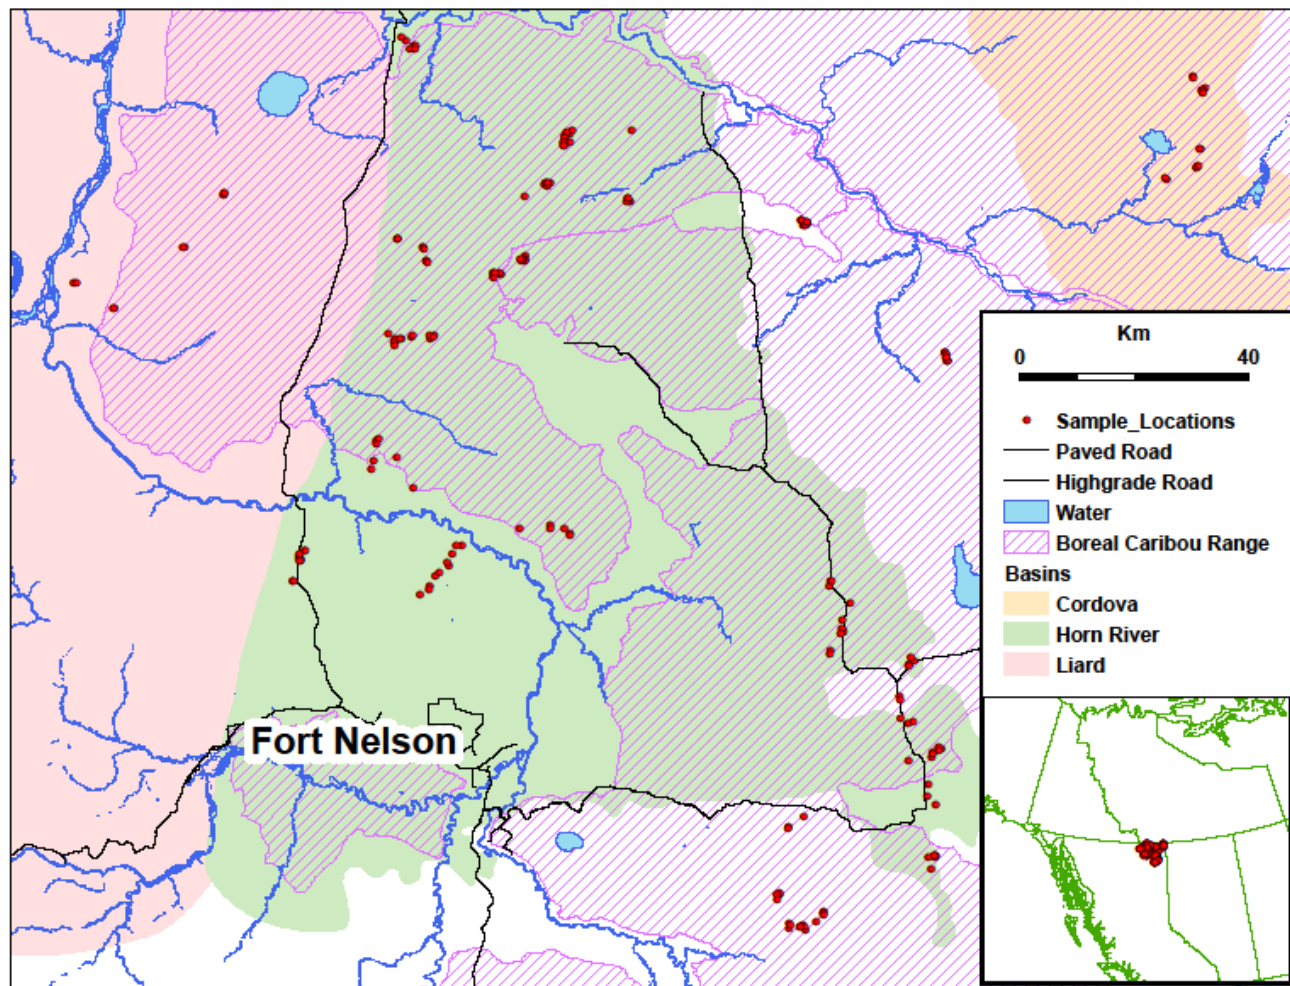 Km
0 40
Sample_Locations
Paved Road
Highgrade Road
Water
Boreal Caribou Range
Basins
Cordova
Horn River
Liard
Fort Nelson